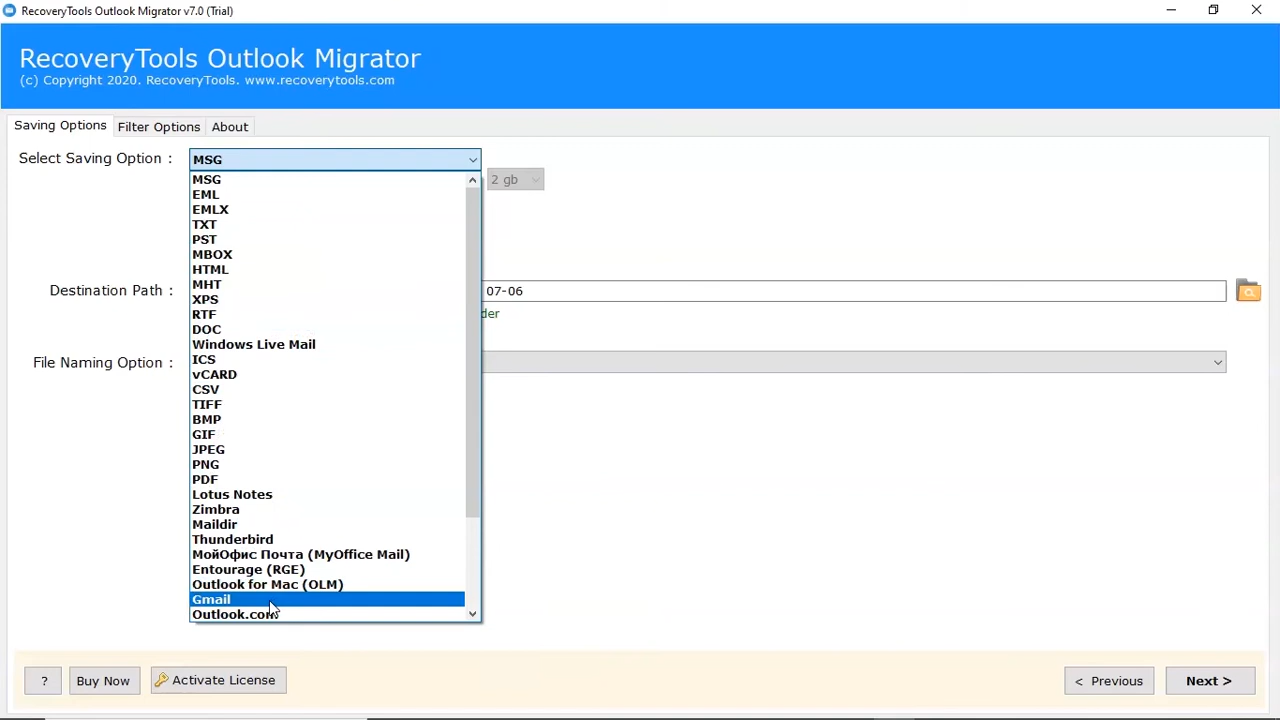 RecoveryTools Outlook Migrator v7.0 (Trial)
RecoveryTools Outlook Migrator
(c) Copyright 2020. RecoveryTools. www.recoverytools.com
Saving Options Filter Options About
Select Saving Option : MSG
MSG 2 gb
EML
EMLX
TXT
PST
MBOX
HTML
MHT
Destination Path : 07-06
XPS
RTF der
DOC
Windows Live Mail
ICS
File Naming Option :
vCARD
CSV
TIFF
BMP
GIF
JPEG
PNG
PDF
Lotus Notes
Zimbra
Maildir
Thunderbird
МойОфис Почта (MyOffice Mail)
Entourage (RGE)
Outlook for Mac (OLM)
Gmail
Outlook.com
? Buy Now Activate License < Previous Next >